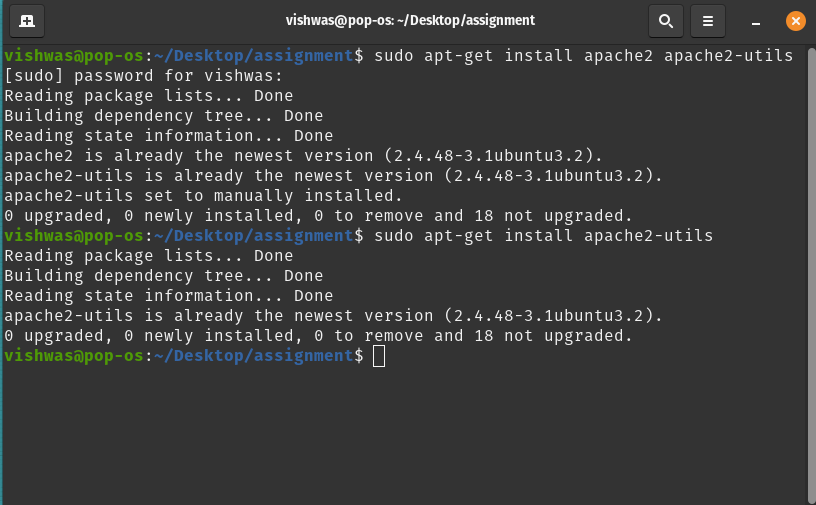 vishwas@pop-os: ~/Desktop/assignment
vishwas@pop-os:~/Desktop/assignment$ sudo apt-get install apache2 apache2-utils
[sudo] password for vishwas:
Reading package lists... Done
Building dependency tree... Done
Reading state information... Done
apache2 is already the newest version (2.4.48-3.1ubuntu3.2).
apache2-utils is already the newest version (2.4.48-3.1ubuntu3.2).
apache2-utils set to manually installed.
0 upgraded, 0 newly installed, 0 to remove and 18 not upgraded.
vishwas@pop-os:~/Desktop/assignment$ sudo apt-get install apache2-utils
Reading package lists... Done
Building dependency tree... Done
Reading state information... Done
apache2-utils is already the newest version (2.4.48-3.1ubuntu3.2).
0 upgraded, 0 newly installed, 0 to remove and 18 not upgraded.
vishwas@pop-os:~/Desktop/assignment$